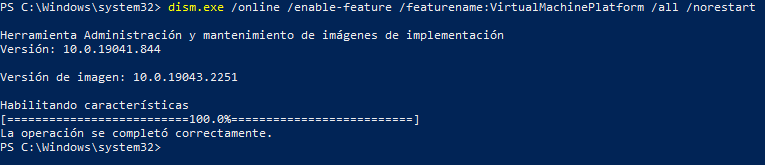 PS C:\Windows\system32> dism.exe /online /enable-feature /featurename:VirtualMachinePlatform /all /norestart
Herramienta Administración y mantenimiento de imágenes de implementación
Versión: 10.0.19041.844
Versión de imagen: 10.0.19043.2251
Habilitando características
[==========================100.0%==========================]
La operación se completó correctamente.
PS C:\Windows\system32>